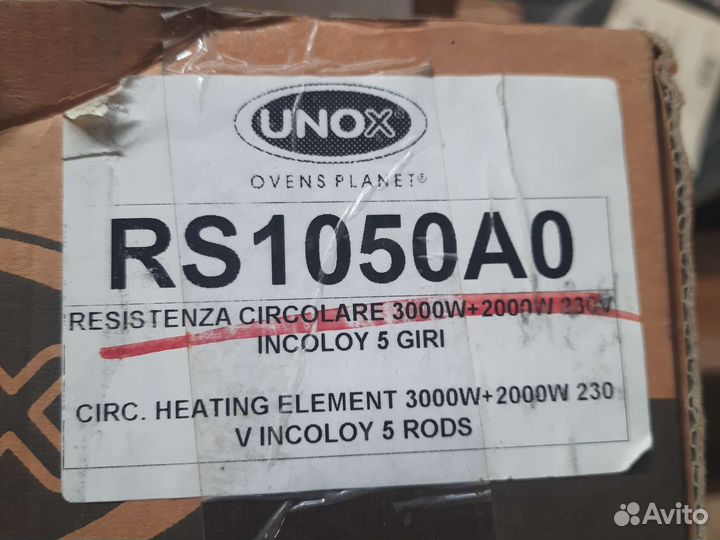 UNOX
OVENS PLANET®
RS1050A0
RESISTENZA CIRCOLARE 3000W+2000W 230V
INCOLOY 5 GIRI
CIRC. HEATING ELEMENT 3000W+2000W 230
V INCOLOY 5 RODS
Avito